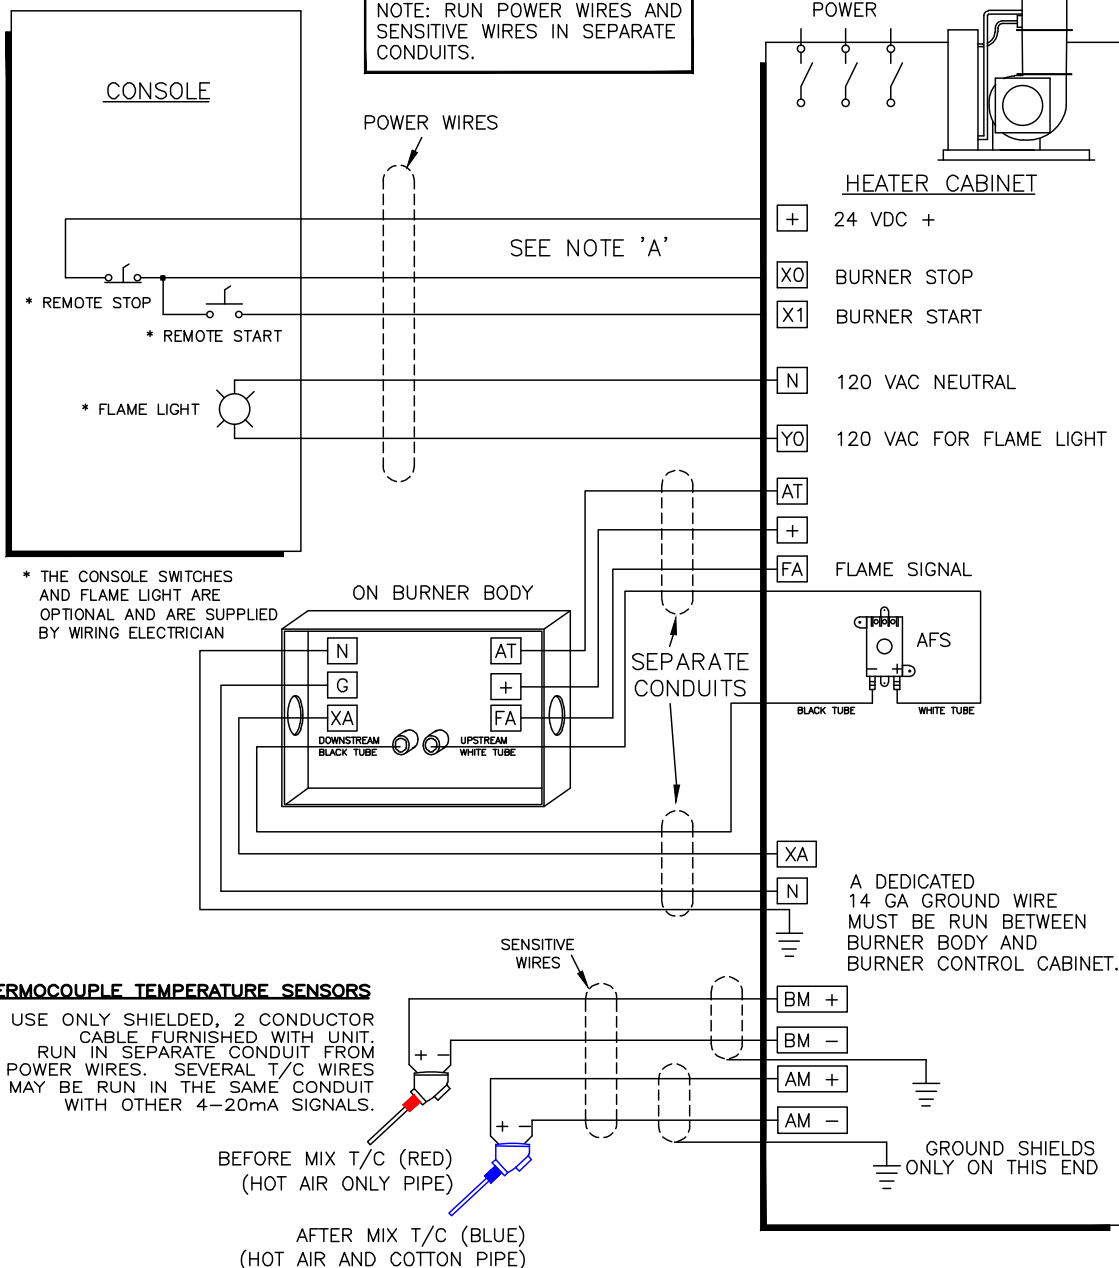 NOTE: RUN POWER WIRES AND
SENSITIVE WIRES IN SEPARATE
CONDUITS.
POWER
CONSOLE
POWER WIRES
HEATER CABINET
+ 24 VDC +
SEE NOTE 'A'
X0 BURNER STOP
* REMOTE STOP
X1 BURNER START
* REMOTE START
N 120 VAC NEUTRAL
* FLAME LIGHT
Y0 120 VAC FOR FLAME LIGHT
AT
+
FA FLAME SIGNAL
* THE CONSOLE SWITCHES
AND FLAME LIGHT ARE
OPTIONAL AND ARE SUPPLIED
BY WIRING ELECTRICIAN
ON BURNER BODY
N
G
XA
AT
+
FA
DOWNSTREAM
BLACK TUBE
UPSTREAM
WHITE TUBE
SEPARATE
CONDUITS
AFS
- +
BLACK TUBE
WHITE TUBE
XA
N
A DEDICATED
14 GA GROUND WIRE
MUST BE RUN BETWEEN
BURNER BODY AND
BURNER CONTROL CABINET.
SENSITIVE
WIRES
ERMOCOUPLE TEMPERATURE SENSORS
USE ONLY SHIELDED, 2 CONDUCTOR
CABLE FURNISHED WITH UNIT.
RUN IN SEPARATE CONDUIT FROM
POWER WIRES. SEVERAL T/C WIRES
MAY BE RUN IN THE SAME CONDUIT
WITH OTHER 4-20mA SIGNALS.
BM +
BM -
AM +
AM -
+ -
+ -
BEFORE MIX T/C (RED)
(HOT AIR ONLY PIPE)
AFTER MIX T/C (BLUE)
(HOT AIR AND COTTON PIPE)
GROUND SHIELDS
ONLY ON THIS END